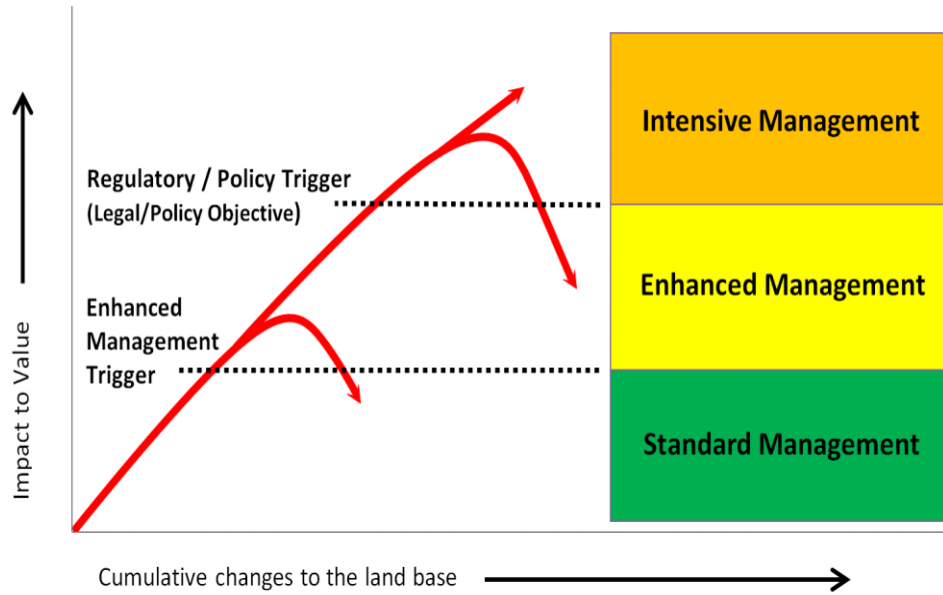 Intensive Management
Regulatory / Policy Trigger
(Legal/Policy Objective)
Enhanced Management
Enhanced
Management
Trigger
Standard Management
Impact to Value
Cumulative changes to the land base